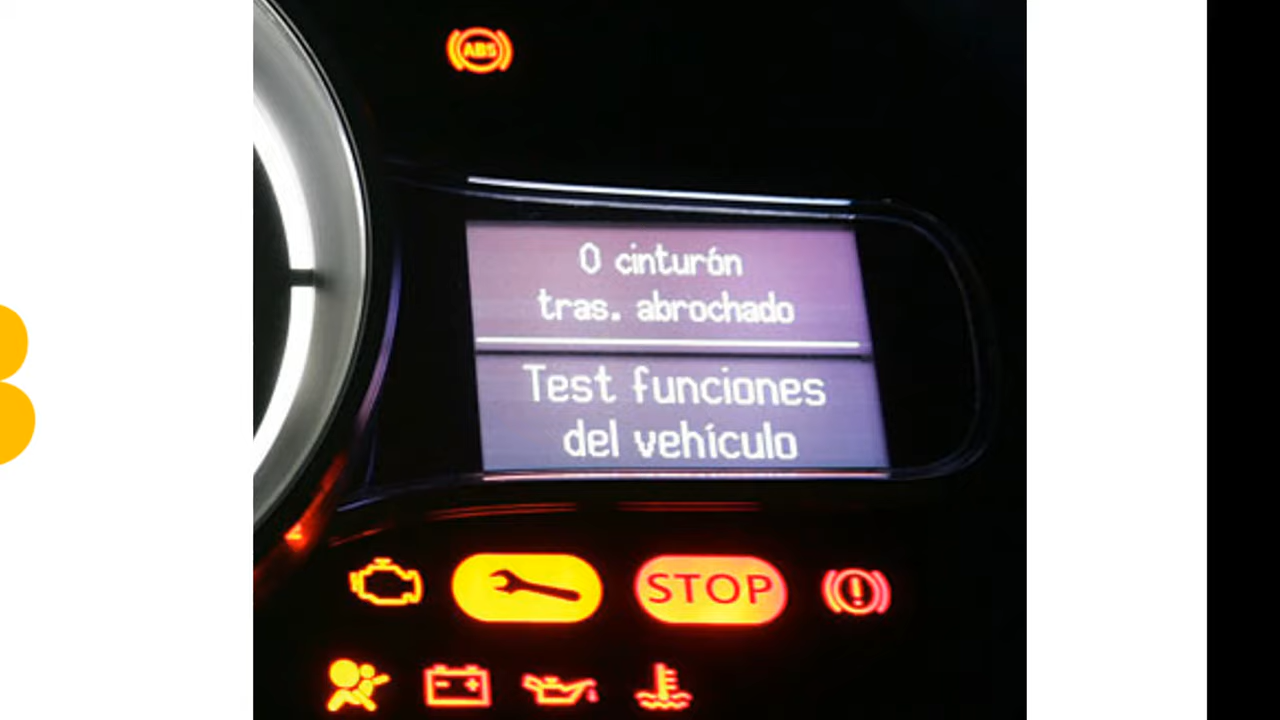 ABS
0 cinturón
tras. abrochado
Test funciones
del vehículo
STOP